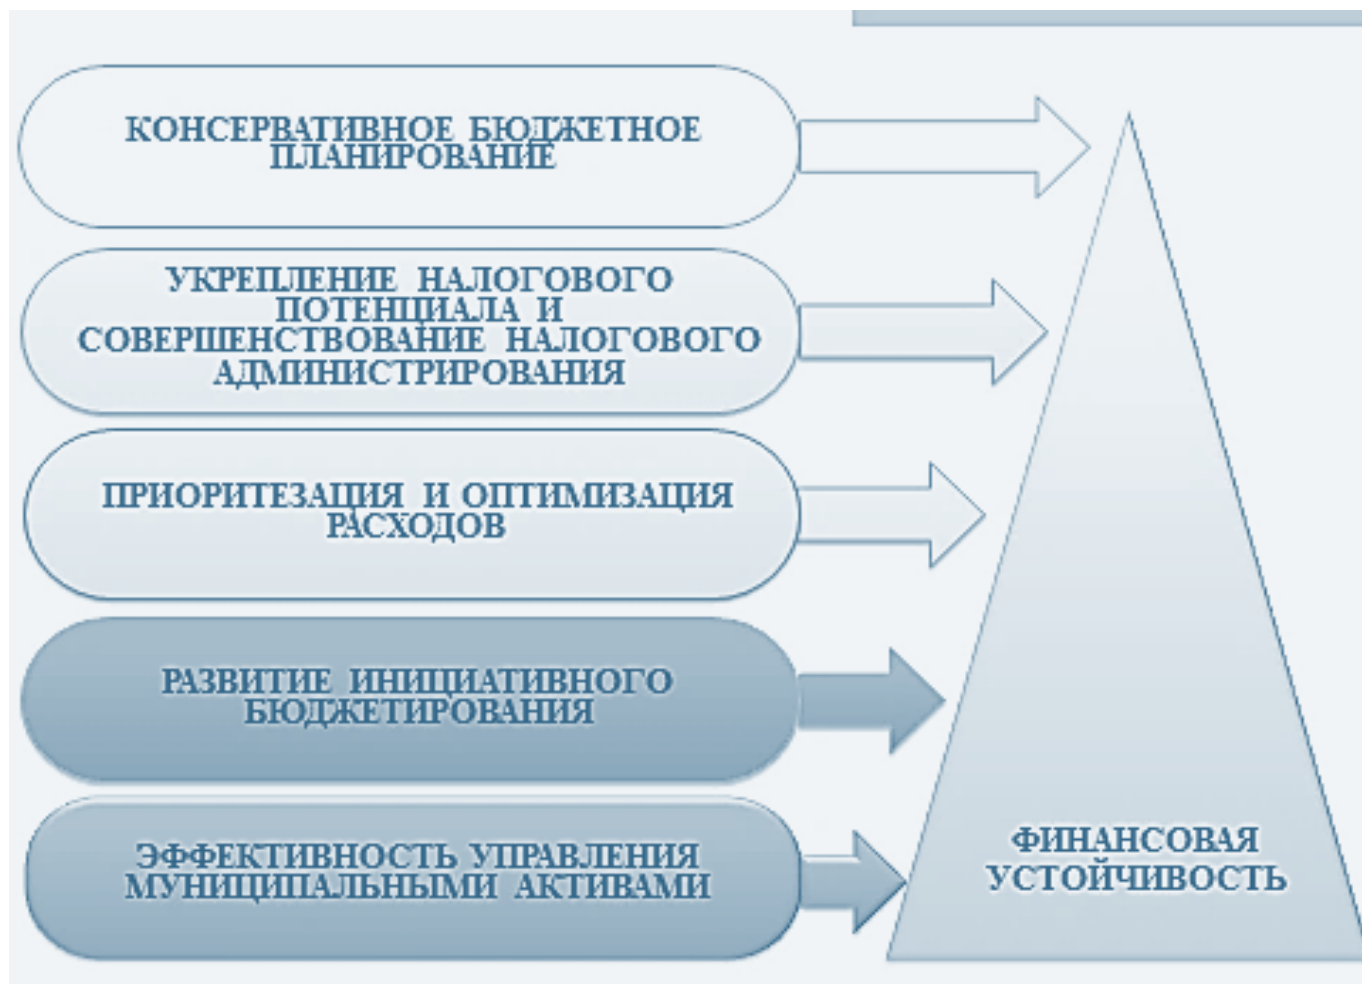 КОНСЕРВАТИВНОЕ БЮДЖЕТНОЕ
ПЛАНИРОВАНИЕ
УКРЕПЛЕНИЕ НАЛОГОВОГО
ПОТЕНЦИАЛА И
СОВЕРШЕНСТВОВАНИЕ НАЛОГОВОГО
АДМИНИСТРИРОВАНИЯ
ПРИОРИТЕЗАЦИЯ И ОПТИМИЗАЦИЯ
РАСХОДОВ
РАЗВИТИЕ ИНИЦИАТИВНОГО
БЮДЖЕТИРОВАНИЯ
ЭФФЕКТИВНОСТЬ УПРАВЛЕНИЯ
МУНИЦИПАЛЬНЫМИ АКТИВАМИ
ФИНАНСОВАЯ
УСТОЙЧИВОСТЬ